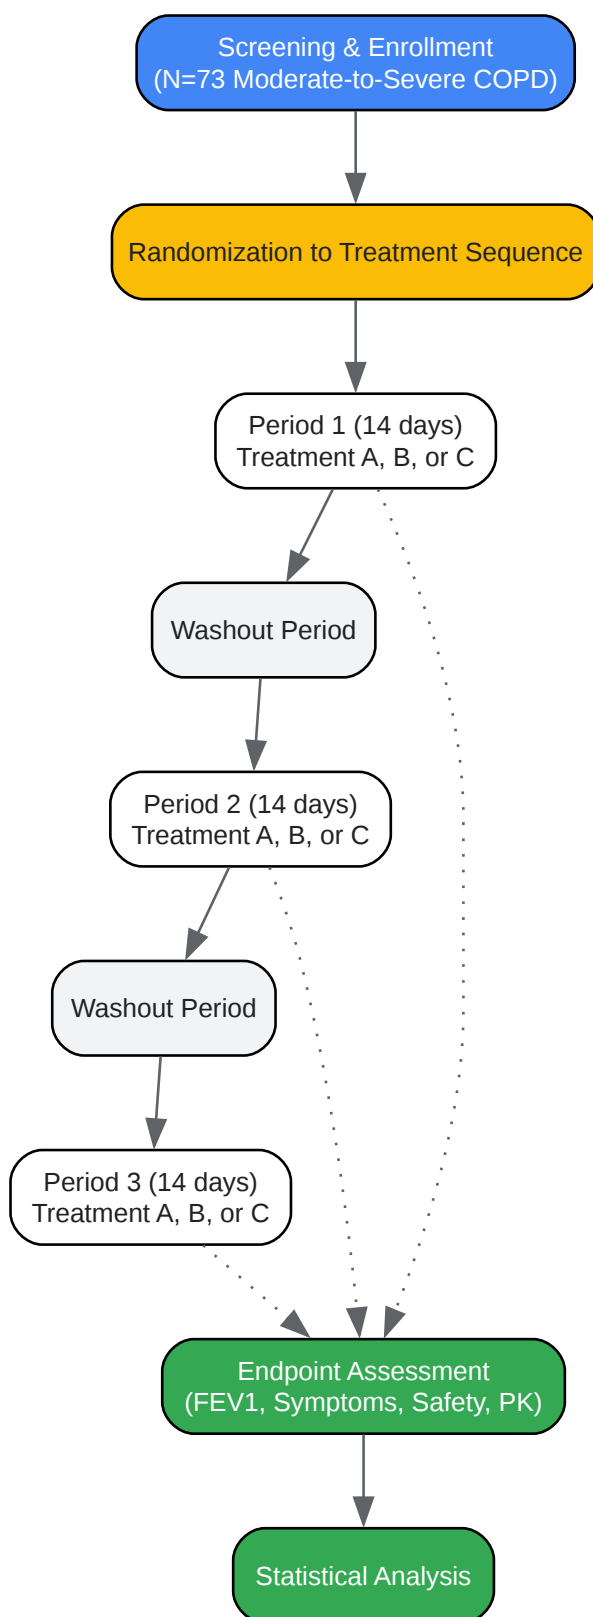 Screening & Enrollment
(N=73 Moderate-to-Severe COPD)
Randomization to Treatment Sequence
Period 1 (14 days)
Treatment A, B, or C
Washout Period
Period 2 (14 days)
Treatment A, B, or C
Washout Period
Period 3 (14 days)
Treatment A, B, or C
Endpoint Assessment
(FEV1, Symptoms, Safety, PK)
Statistical Analysis